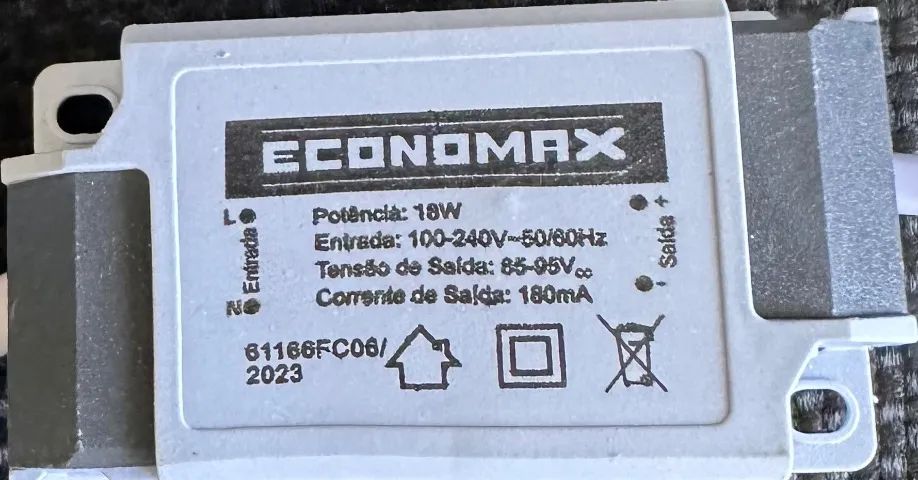 ECONOMAX
L
Entrada
N
Potência: 18W
Entrada: 100-240V~50/60Hz
Tensão de Saída: 85-95Vcc
Corrente de Saída: 180mA
+
Saída
-
61166FC06/
2023